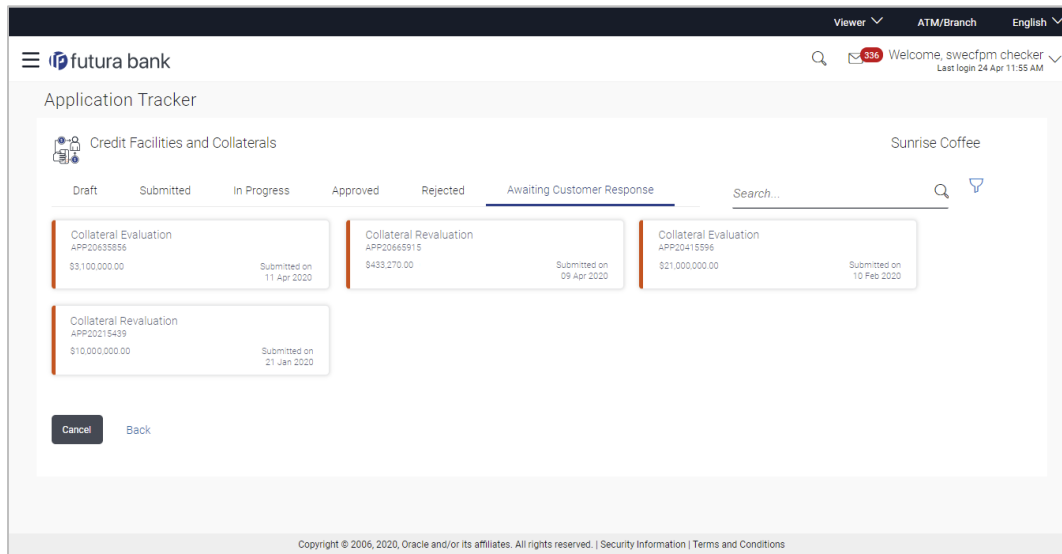 Viewer ATM/Branch English
futura bank
336 Welcome, swecfpm checker
Last login 24 Apr 11:55 AM
Application Tracker
Credit Facilities and Collaterals
Sunrise Coffee
Draft Submitted In Progress Approved Rejected Awaiting Customer Response
Search...
Collateral Evaluation
APP20635856
$3,100,000.00
Submitted on
11 Apr 2020
Collateral Revaluation
APP20665915
$433,270.00
Submitted on
09 Apr 2020
Collateral Evaluation
APP20415596
$21,000,000.00
Submitted on
10 Feb 2020
Collateral Revaluation
APP20215439
$10,000,000.00
Submitted on
21 Jan 2020
Cancel Back
Copyright © 2006, 2020, Oracle and/or its affiliates. All rights reserved. | Security Information | Terms and Conditions